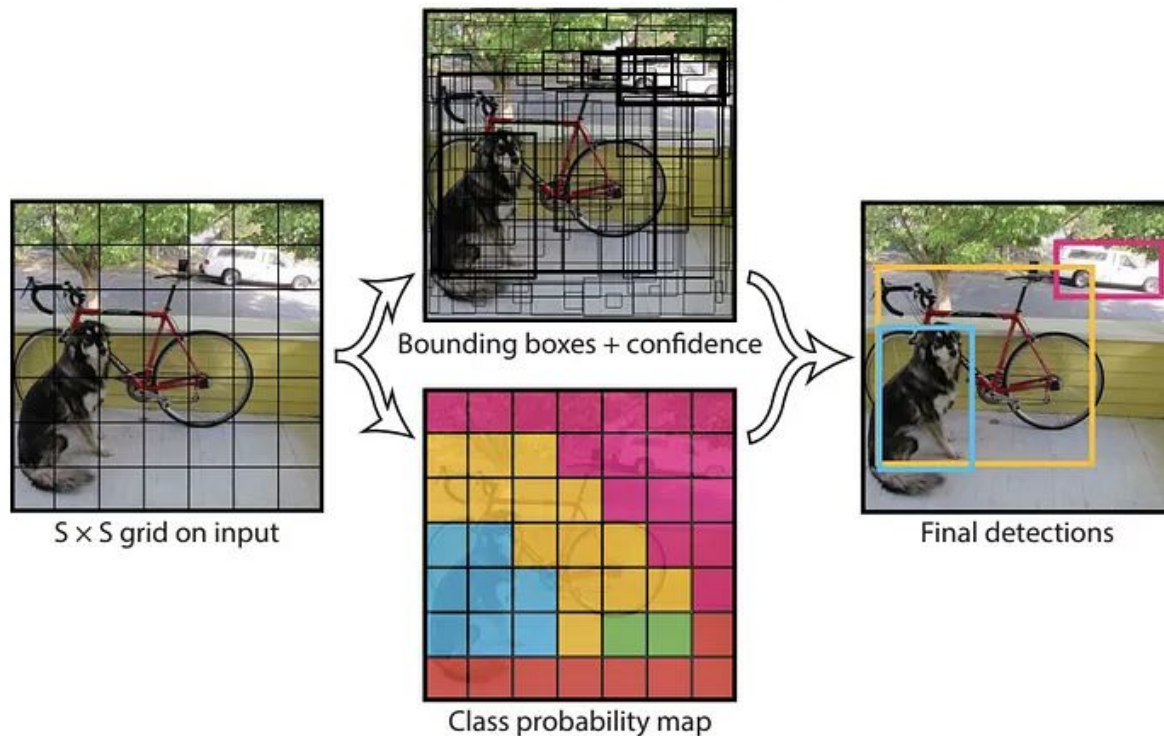 Bounding boxes + confidence
S × S grid on input
Final detections
Class probability map